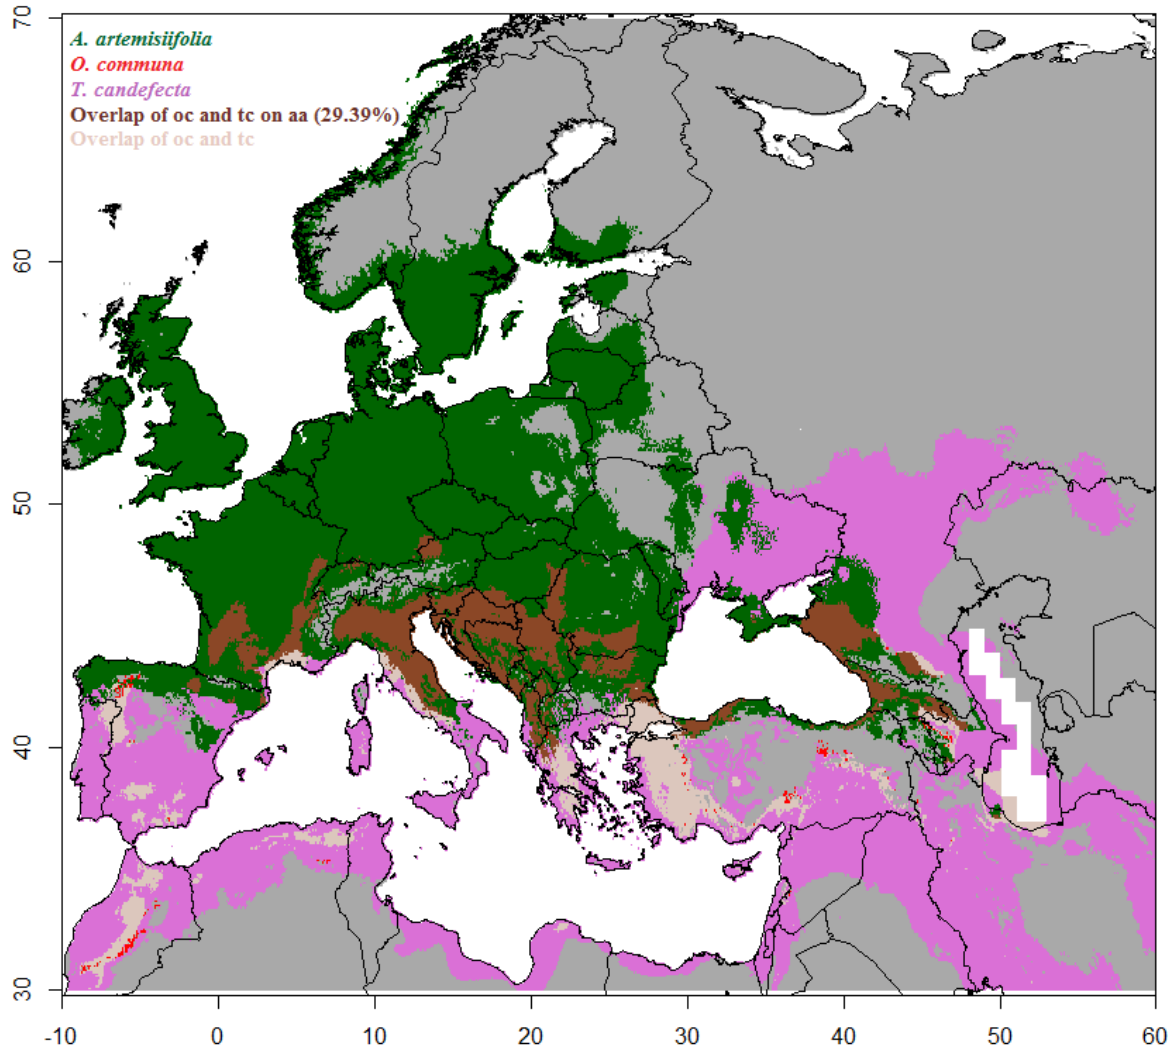 70
A. artemisiifolia
O. communa
T. candefecta
Overlap of oc and tc on aa (29.39%)
Overlap of oc and tc
60
50
40
30
-10 0 10 20 30 40 50 60